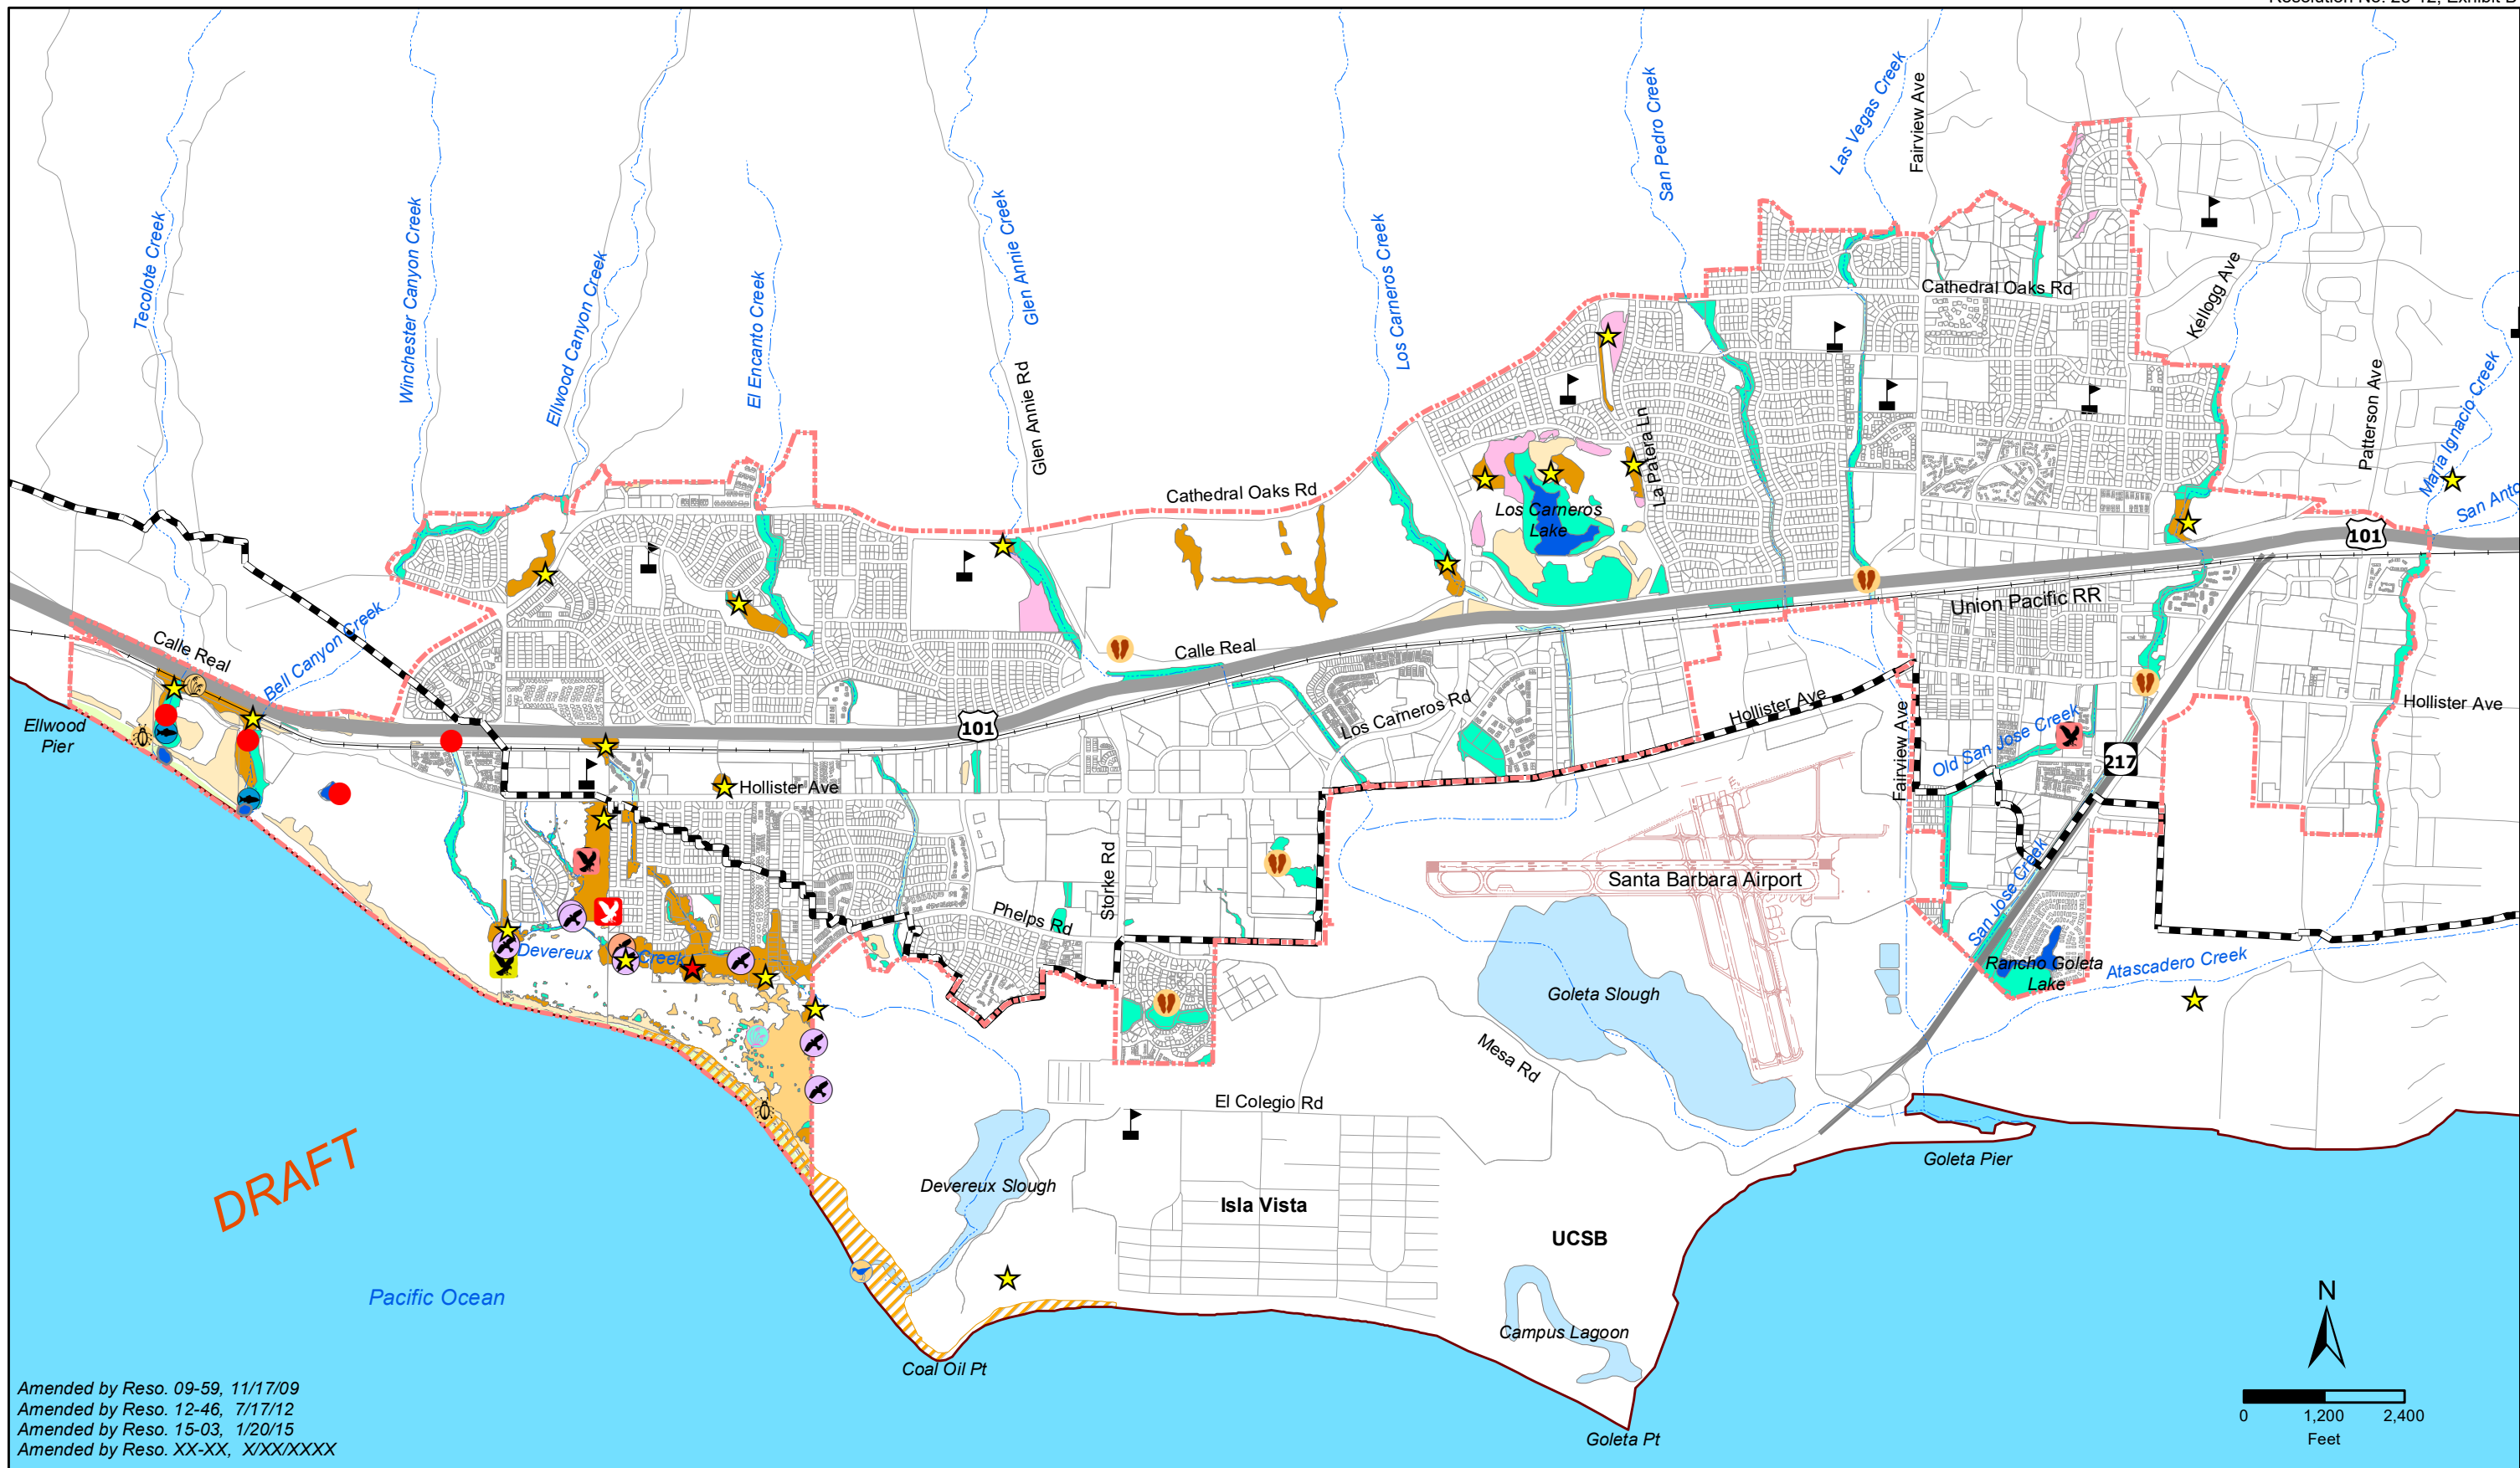 Tecolote Creek
Winchester Canyon Creek
Ellwood Canyon Creek
El Encanto Creek
Glen Annie Creek
Glen Annie Rd
Los Carneros Creek
San Pedro Creek
Las Vegas Creek
Fairview Ave
Cathedral Oaks Rd
Kellogg Ave
Patterson Ave
Maria Ignacio Creek
La Patera Ln
Cathedral Oaks Rd
Los Carneros
Lake
101
Union Pacific RR
Calle Real
Bell Canyon Creek
Calle Real
Ellwood
Pier
101
Los Carneros Rd
Hollister Ave
Hollister Ave
Old San Jose Creek
217
Fairview Ave
Hollister Ave
Storke Rd
Phelps Rd
Santa Barbara Airport
San Jose Creek
Devereux
Creek
Rancho Goleta
Lake
Atascadero Creek
Goleta Slough
Mesa Rd
El Colegio Rd
Goleta Pier
DRAFT
Devereux Slough
Isla Vista
UCSB
Pacific Ocean
Campus Lagoon
Coal Oil Pt
Goleta Pt
N
0
1,200
2,400
Feet
Amended by Reso. 09-59, 11/17/09
Amended by Reso. 12-46, 7/17/12
Amended by Reso. 15-03, 1/20/15
Amended by Reso. XX-XX, X/XX/XXXX